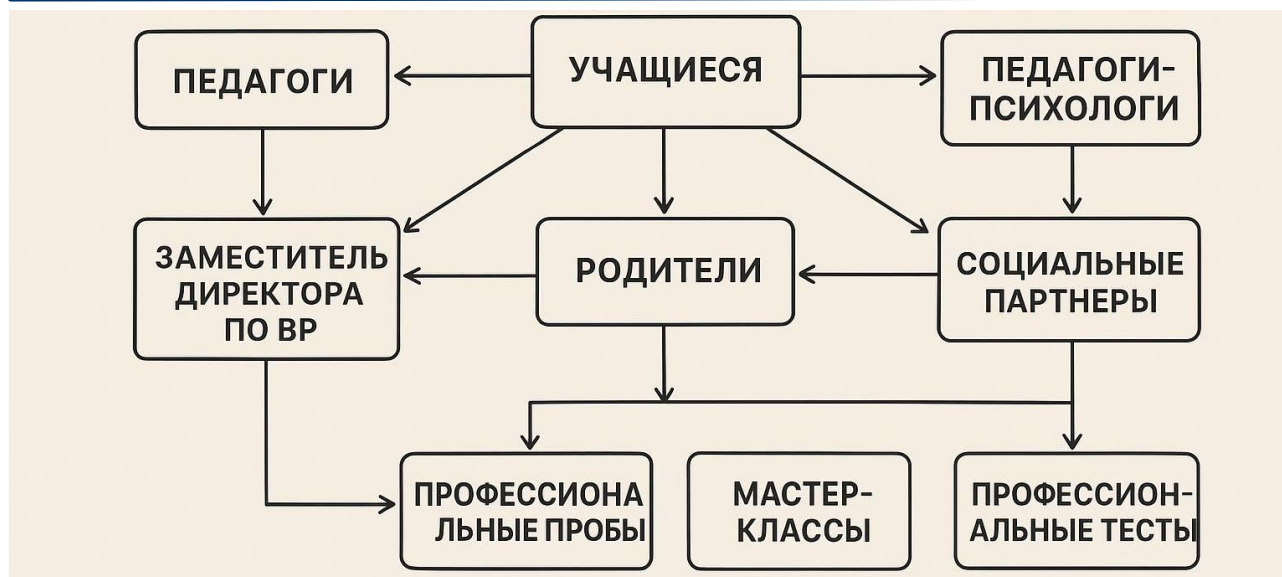 ПЕДАГОГИ
УЧАЩИЕСЯ
ПЕДАГОГИ-
ПСИХОЛОГИ
ЗАМЕСТИТЕЛЬ
ДИРЕКТОРА
ПО ВР
РОДИТЕЛИ
СОЦИАЛЬНЫЕ
ПАРТНЕРЫ
ПРОФЕССИОНА
ЛЬНЫЕ ПРОБЫ
МАСТЕР-
КЛАССЫ
ПРОФЕССИОН-
АЛЬНЫЕ ТЕСТЫ